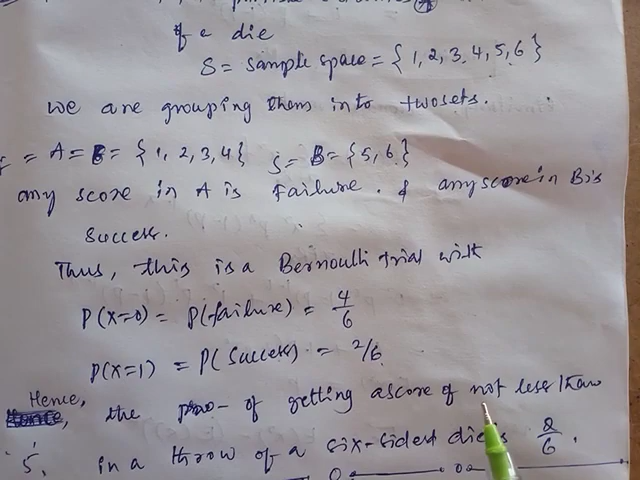 of a die
S = sample space = { 1, 2, 3, 4, 5, 6 }
we are grouping them into two sets.
F = A = { 1, 2, 3, 4 } S = B = { 5, 6 }
any score in A is Failure. & any score in B is
Success.
Thus, this is a Bernoulli trial with
P(X=0) = P(failure) = 4/6
P(X=1) = P(Success) = 2/6
Hence, the pro- of getting a score of not less than
5, in a throw of a six-sided die is 2/6.